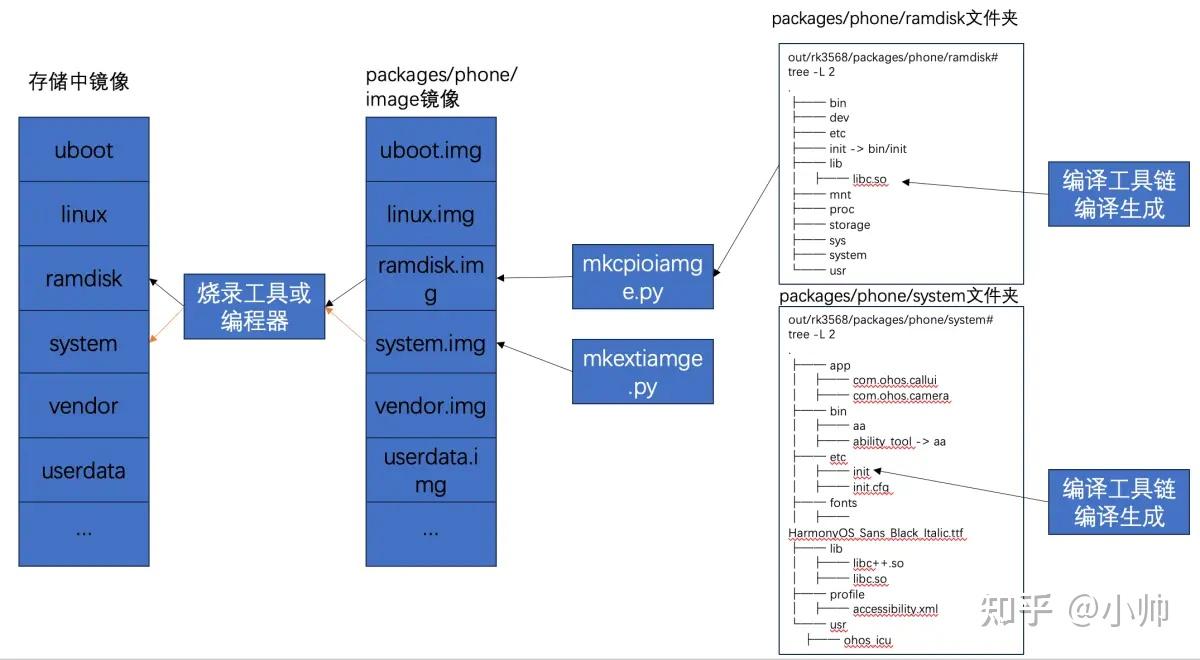 存储中镜像
uboot
linux
ramdisk
system
vendor
userdata
...
烧录工具或
编程器
packages/phone/
image镜像
uboot.img
linux.img
ramdisk.im
g
system.img
vendor.img
userdata.i
mg
...
mkcpioiamg
e.py
mkextiamge
.py
packages/phone/ramdisk文件夹
out/rk3568/packages/phone/ramdisk#
tree -L 2
.
├── bin
├── dev
├── etc
├── init -> bin/init
├── lib
│   ├── libc.so
├── mnt
├── proc
├── storage
├── sys
├── system
└── usr
packages/phone/system文件夹
out/rk3568/packages/phone/system#
tree -L 2
.
├── app
│   ├── com.ohos.callui
│   ├── com.ohos.camera
├── bin
│   ├── aa
│   ├── ability_tool -> aa
├── etc
│   ├── init
│   ├── init.cfg
├── fonts
│   ├──
HarmonyOS_Sans_Black_Italic.ttf
├── lib
│   ├── libc++.so
│   ├── libc.so
├── profile
│   ├── accessibility.xml
└── usr
├── ohos_icu
编译工具链
编译生成
编译工具链
编译生成
知乎 @小帅